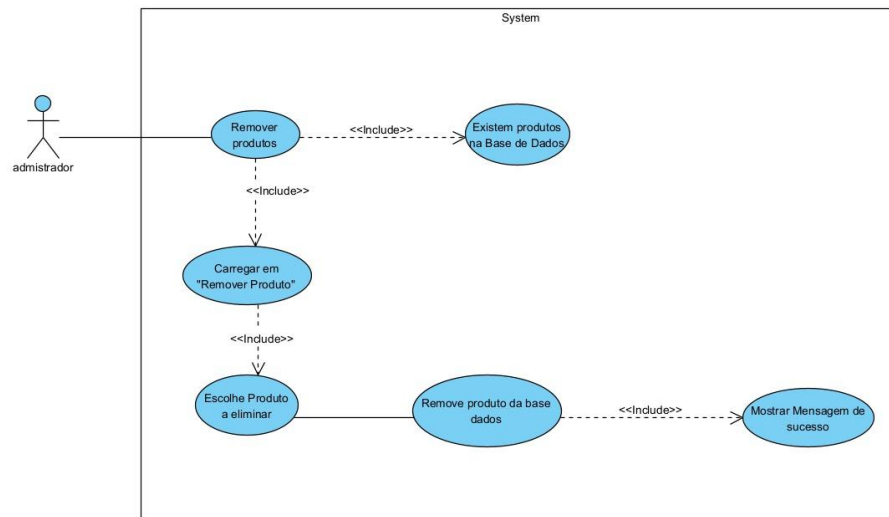 System
Remover
produtos
<<Include>>
Existem produtos
na Base de Dados
admistrador
<<Include>>
Carregar em
"Remover Produto"
<<Include>>
Escolhe Produto
a eliminar
Remove produto da base
dados
<<Include>>
Mostrar Mensagem de
sucesso